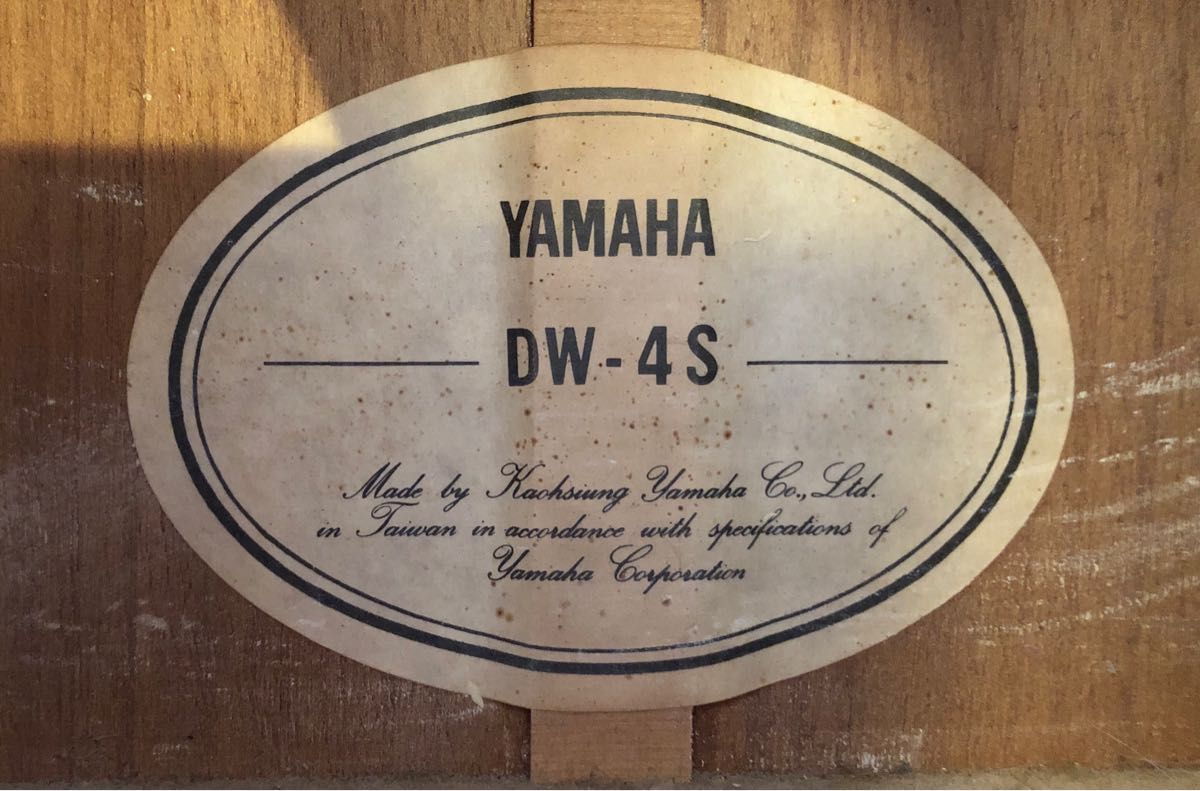 YAMAHA
DW-4S
Made by Kaohsiung Yamaha Co., Ltd.
in Taiwan in accordance with specifications of
Yamaha Corporation